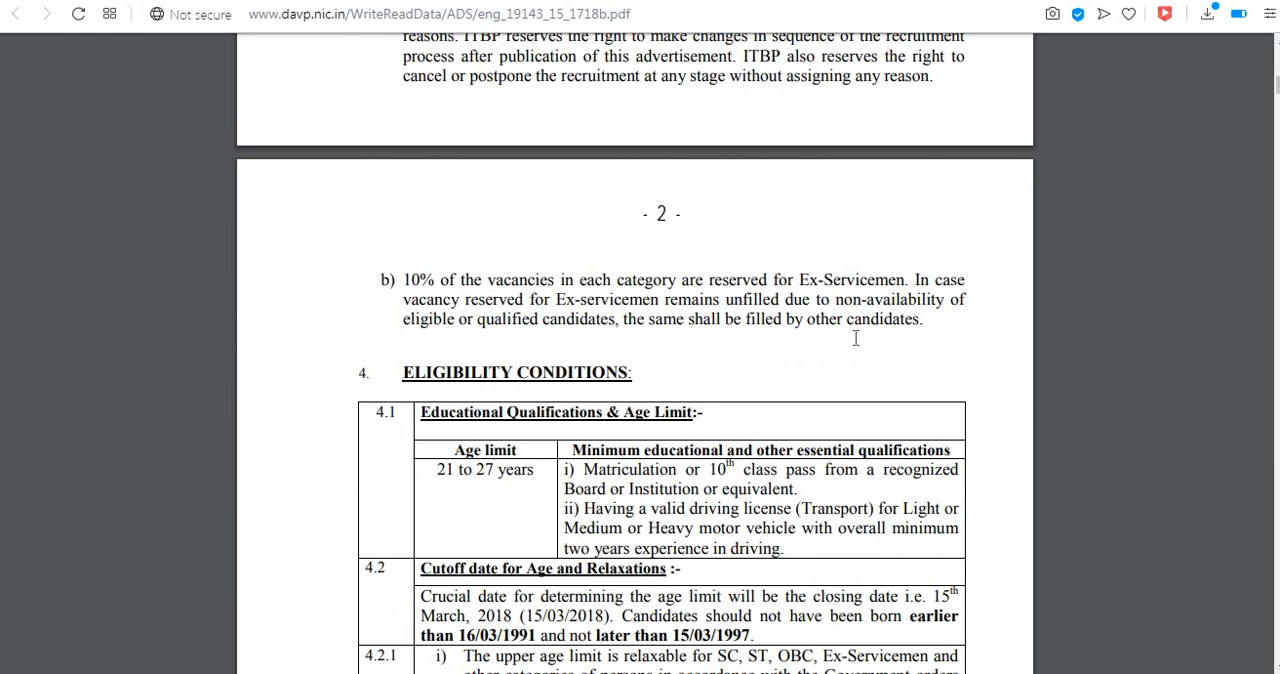 Not secure
www.davp.nic.in/WriteReadData/ADS/eng_19143_15_1718b.pdf
reasons. ITBP reserves the right to make changes in sequence of the recruitment
process after publication of this advertisement. ITBP also reserves the right to
cancel or postpone the recruitment at any stage without assigning any reason.
- 2 -
b) 10% of the vacancies in each category are reserved for Ex-Servicemen. In case
vacancy reserved for Ex-servicemen remains unfilled due to non-availability of
eligible or qualified candidates, the same shall be filled by other candidates.
4. ELIGIBILITY CONDITIONS:
4.1 Educational Qualifications & Age Limit:-
Age limit
21 to 27 years
Minimum educational and other essential qualifications
i) Matriculation or 10th class pass from a recognized
Board or Institution or equivalent.
ii) Having a valid driving license (Transport) for Light or
Medium or Heavy motor vehicle with overall minimum
two years experience in driving.
4.2 Cutoff date for Age and Relaxations :-
Crucial date for determining the age limit will be the closing date i.e. 15th
March, 2018 (15/03/2018). Candidates should not have been born earlier
than 16/03/1991 and not later than 15/03/1997.
4.2.1 i) The upper age limit is relaxable for SC, ST, OBC, Ex-Servicemen and
other categories of persons in accordance with the Government orders